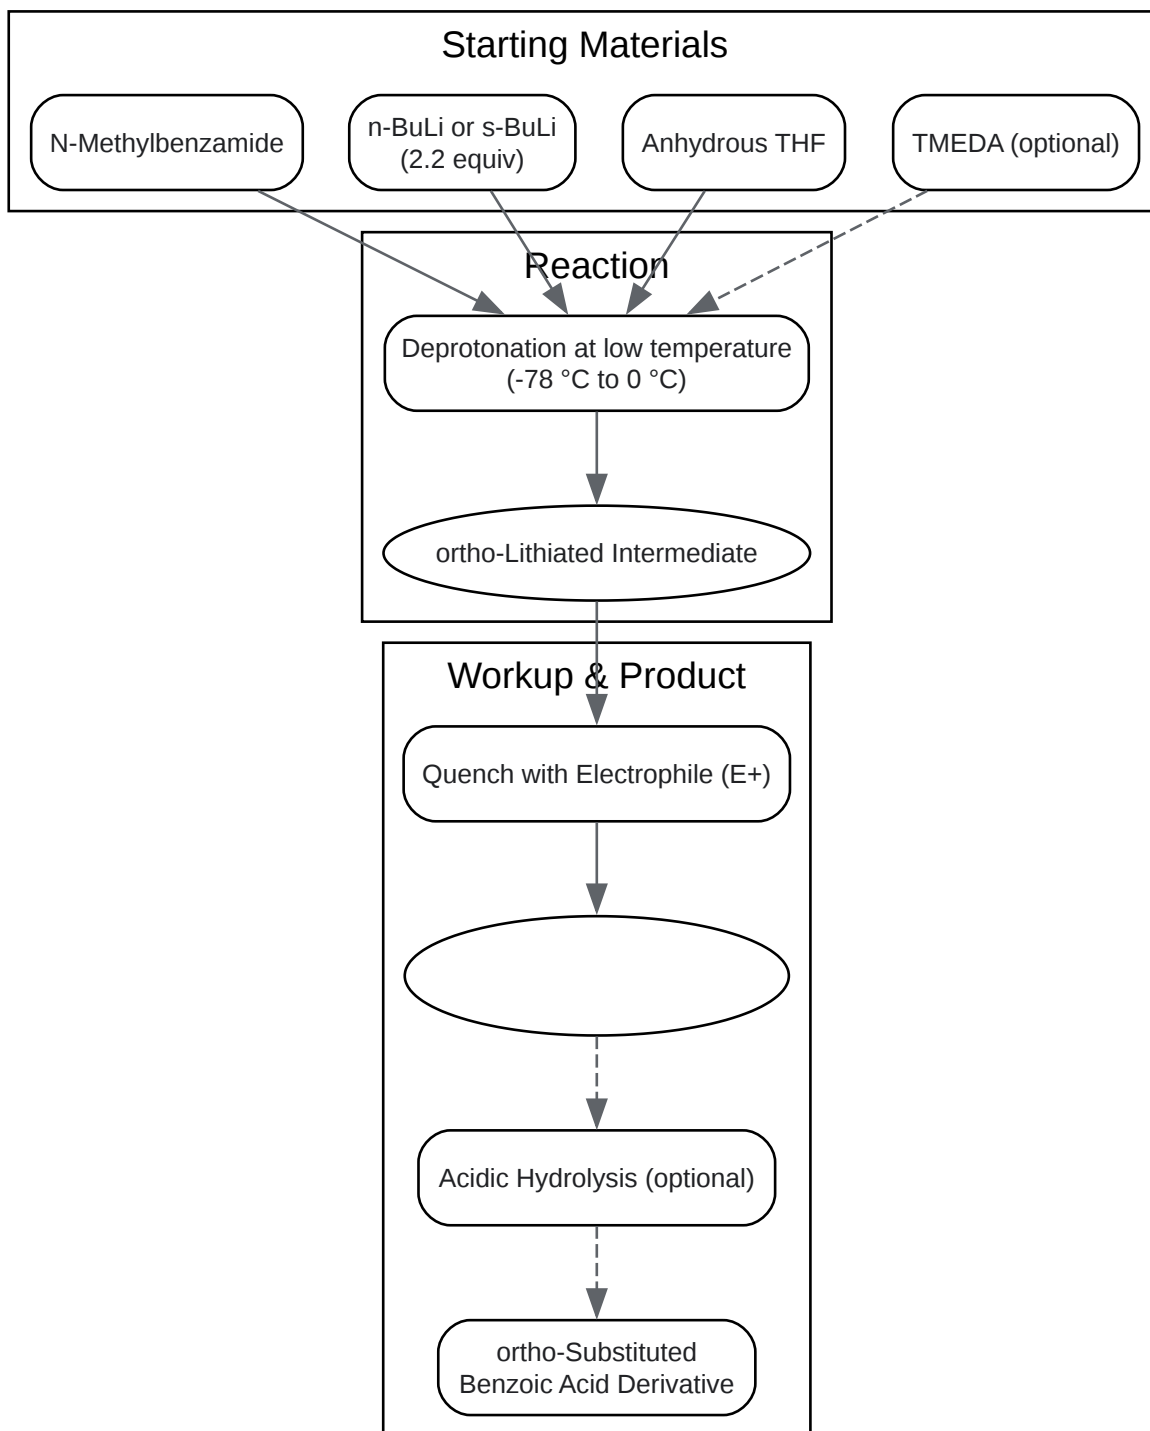 Starting Materials
N-Methylbenzamide
n-BuLi or s-BuLi
(2.2 equiv)
Anhydrous THF
TMEDA (optional)
Reaction
Deprotonation at low temperature
(-78 °C to 0 °C)
ortho-Lithiated Intermediate
Workup & Product
Quench with Electrophile (E+)
Acidic Hydrolysis (optional)
ortho-Substituted
Benzoic Acid Derivative